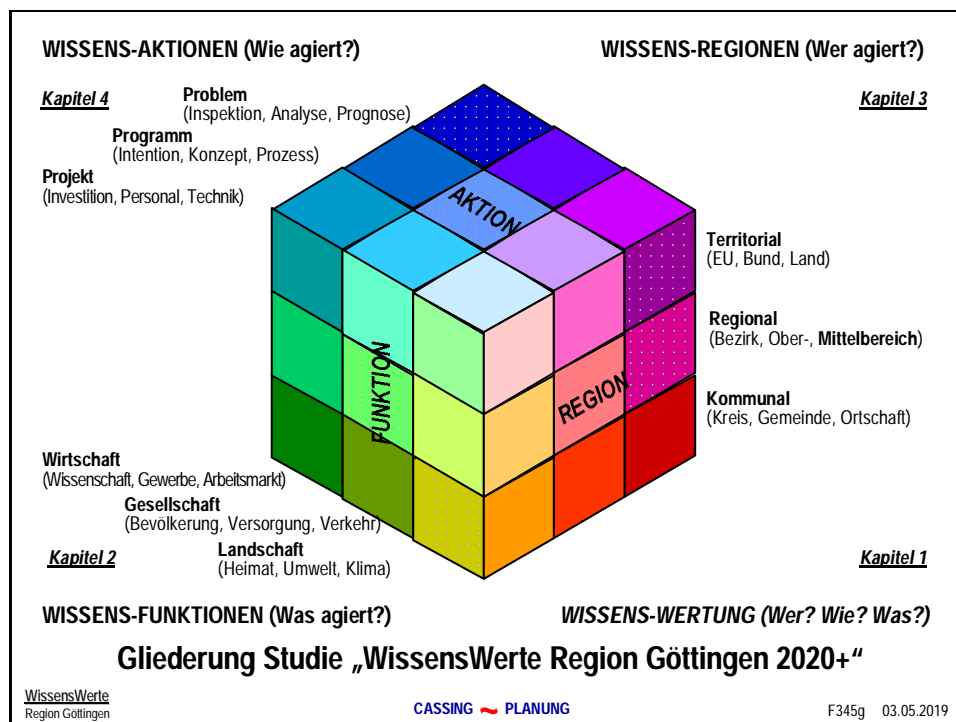 WISSENS-AKTIONEN (Wie agiert?)
WISSENS-REGIONEN (Wer agiert?)
Kapitel 4
Problem
(Inspektion, Analyse, Prognose)
Kapitel 3
Programm
(Intention, Konzept, Prozess)
Projekt
(Investition, Personal, Technik)
AKTION
Territorial
(EU, Bund, Land)
Regional
(Bezirk, Ober-, Mittelbereich)
FUNKTION
REGION
Kommunal
(Kreis, Gemeinde, Ortschaft)
Wirtschaft
(Wissenschaft, Gewerbe, Arbeitsmarkt)
Gesellschaft
(Bevölkerung, Versorgung, Verkehr)
Landschaft
(Heimat, Umwelt, Klima)
Kapitel 2
Kapitel 1
WISSENS-FUNKTIONEN (Was agiert?)
WISSENS-WERTUNG (Wer? Wie? Was?)
Gliederung Studie „WissensWerte Region Göttingen 2020+“
WissensWerte
Region Göttingen
CASSING ~ PLANUNG
F345g 03.05.2019